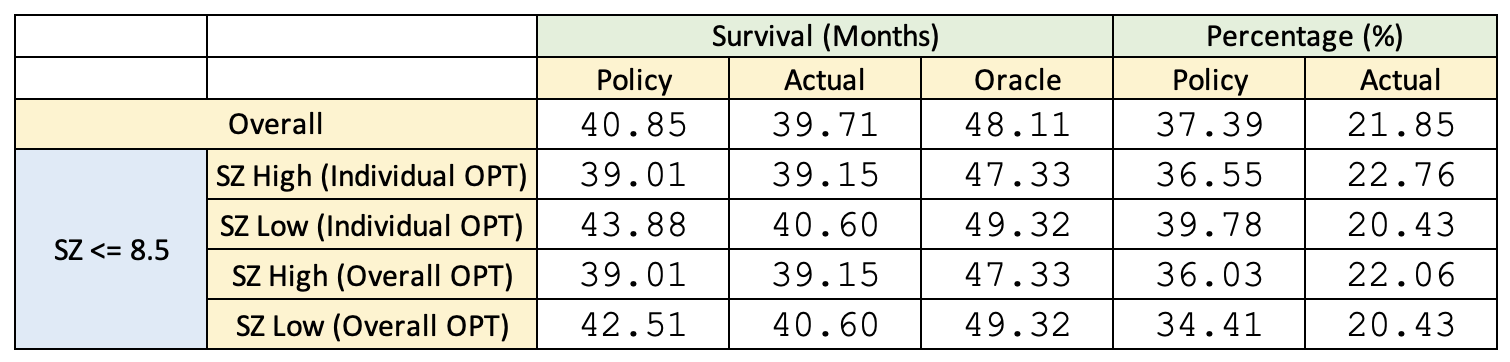 Survival (Months) Percentage (%)
Policy Actual Oracle Policy Actual
Overall 40.85 39.71 48.11 37.39 21.85
SZ <= 8.5
SZ High (Individual OPT) 39.01 39.15 47.33 36.55 22.76
SZ Low (Individual OPT) 43.88 40.60 49.32 39.78 20.43
SZ High (Overall OPT) 39.01 39.15 47.33 36.03 22.06
SZ Low (Overall OPT) 42.51 40.60 49.32 34.41 20.43